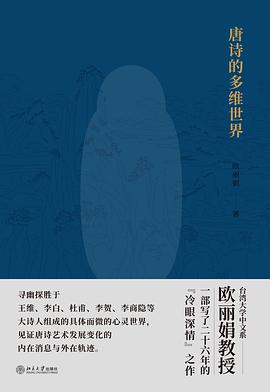 唐诗的多维世界
欧丽娟
著
台湾大学中文系
欧丽娟教授
一部写了二十六年的
『冷眼深情』之作
寻幽探胜于
王维、李白、杜甫、李贺、李商隐等
大诗人组成的具体而微的心灵世界，
见证唐诗艺术发展变化的
内在消息与外在轨迹。
北京大学出版社